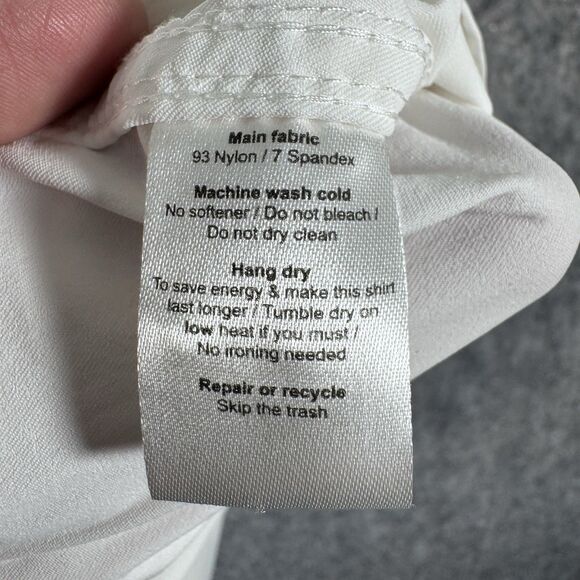 Main fabric
93 Nylon / 7 Spandex
Machine wash cold
No softener / Do not bleach /
Do not dry clean
Hang dry
To save energy & make this shirt
last longer / Tumble dry on
low heat if you must /
No ironing needed
Repair or recycle
Skip the trash